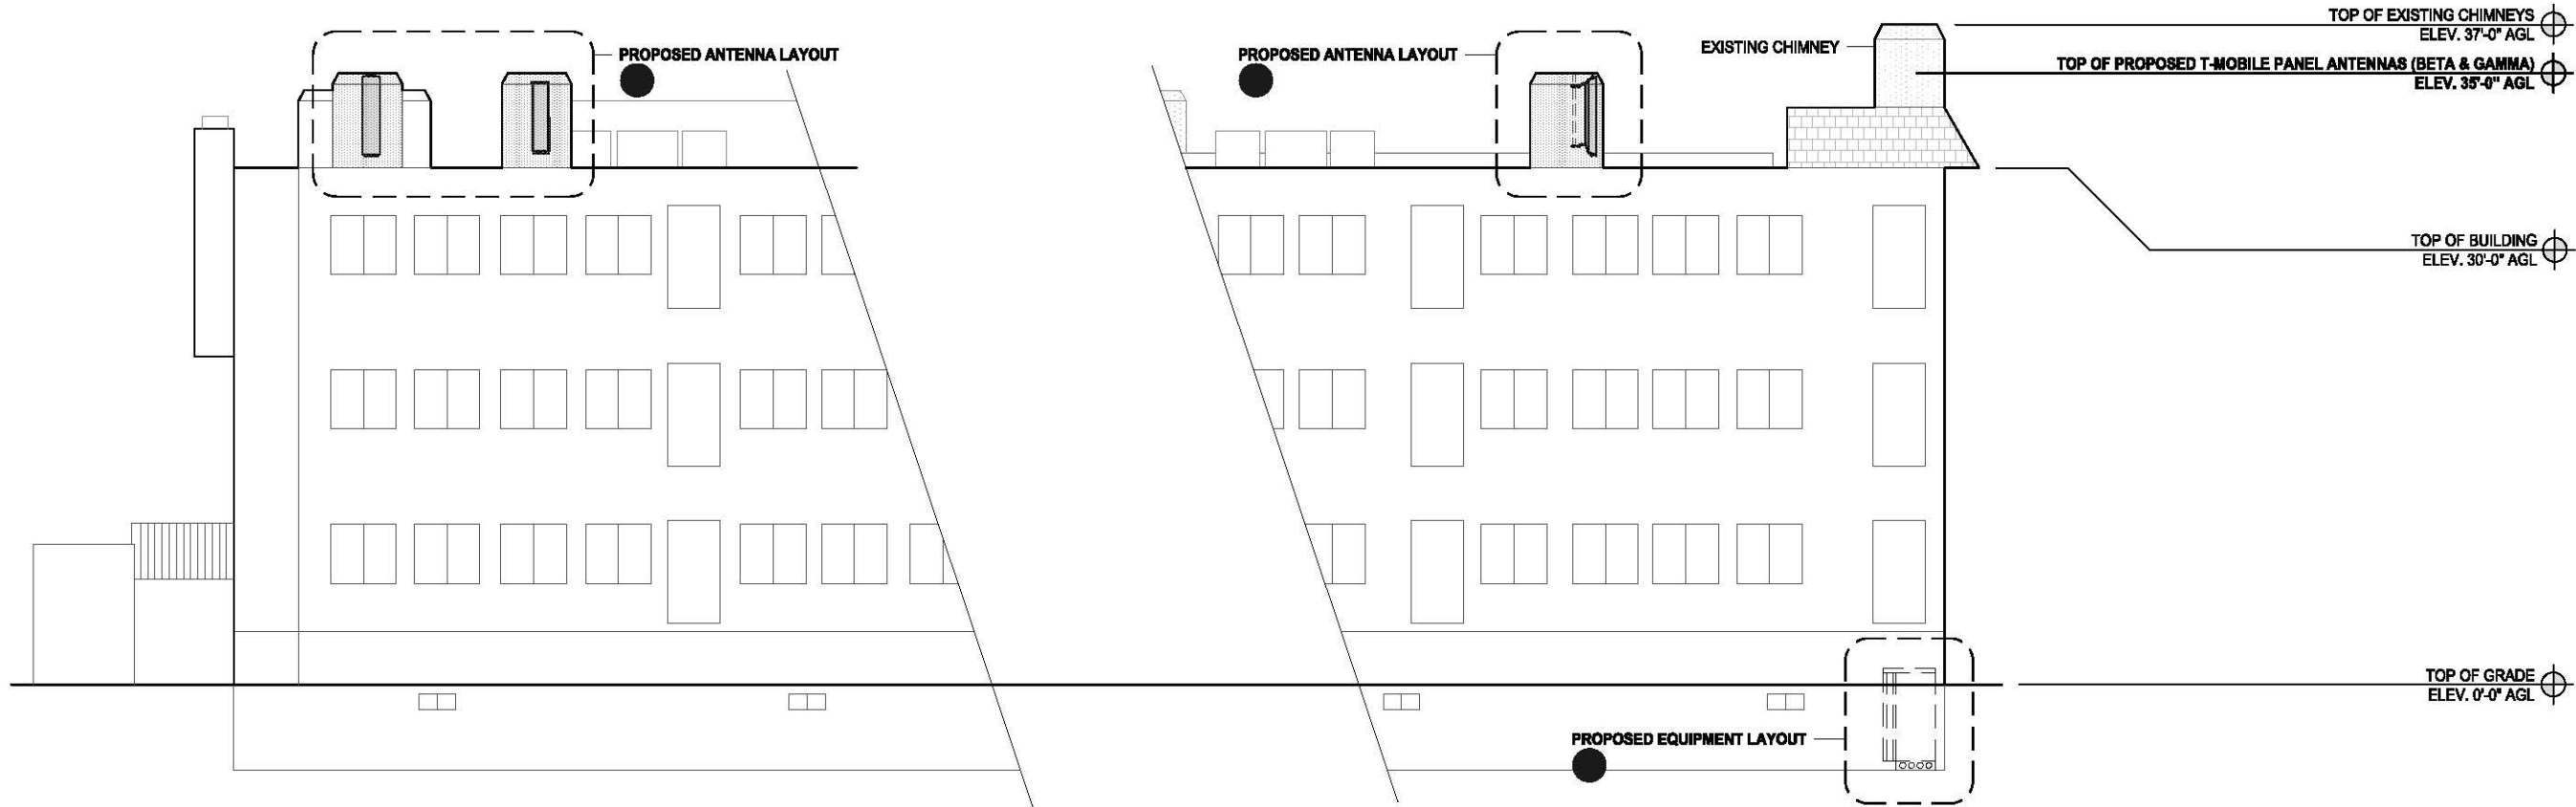 TOP OF EXISTING CHIMNEYS
ELEV. 37'-0" AGL
PROPOSED ANTENNA LAYOUT
PROPOSED ANTENNA LAYOUT
EXISTING CHIMNEY
TOP OF PROPOSED T-MOBILE PANEL ANTENNAS (BETA & GAMMA)
ELEV. 35'-0" AGL
TOP OF BUILDING
ELEV. 30'-0" AGL
TOP OF GRADE
ELEV. 0'-0" AGL
PROPOSED EQUIPMENT LAYOUT